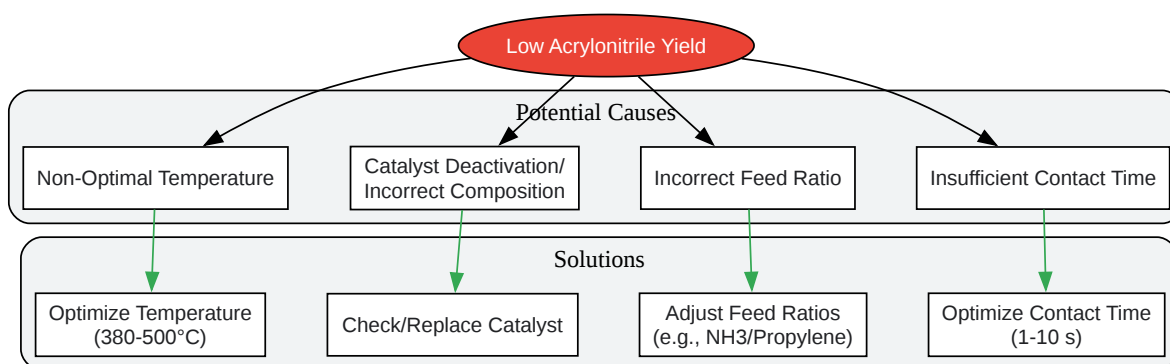 Low Acrylonitrile Yield
Potential Causes
Non-Optimal Temperature
Catalyst Deactivation/
Incorrect Composition
Incorrect Feed Ratio
Insufficient Contact Time
Solutions
Optimize Temperature
(380-500°C)
Check/Replace Catalyst
Adjust Feed Ratios
(e.g., NH3/Propylene)
Optimize Contact Time
(1-10 s)